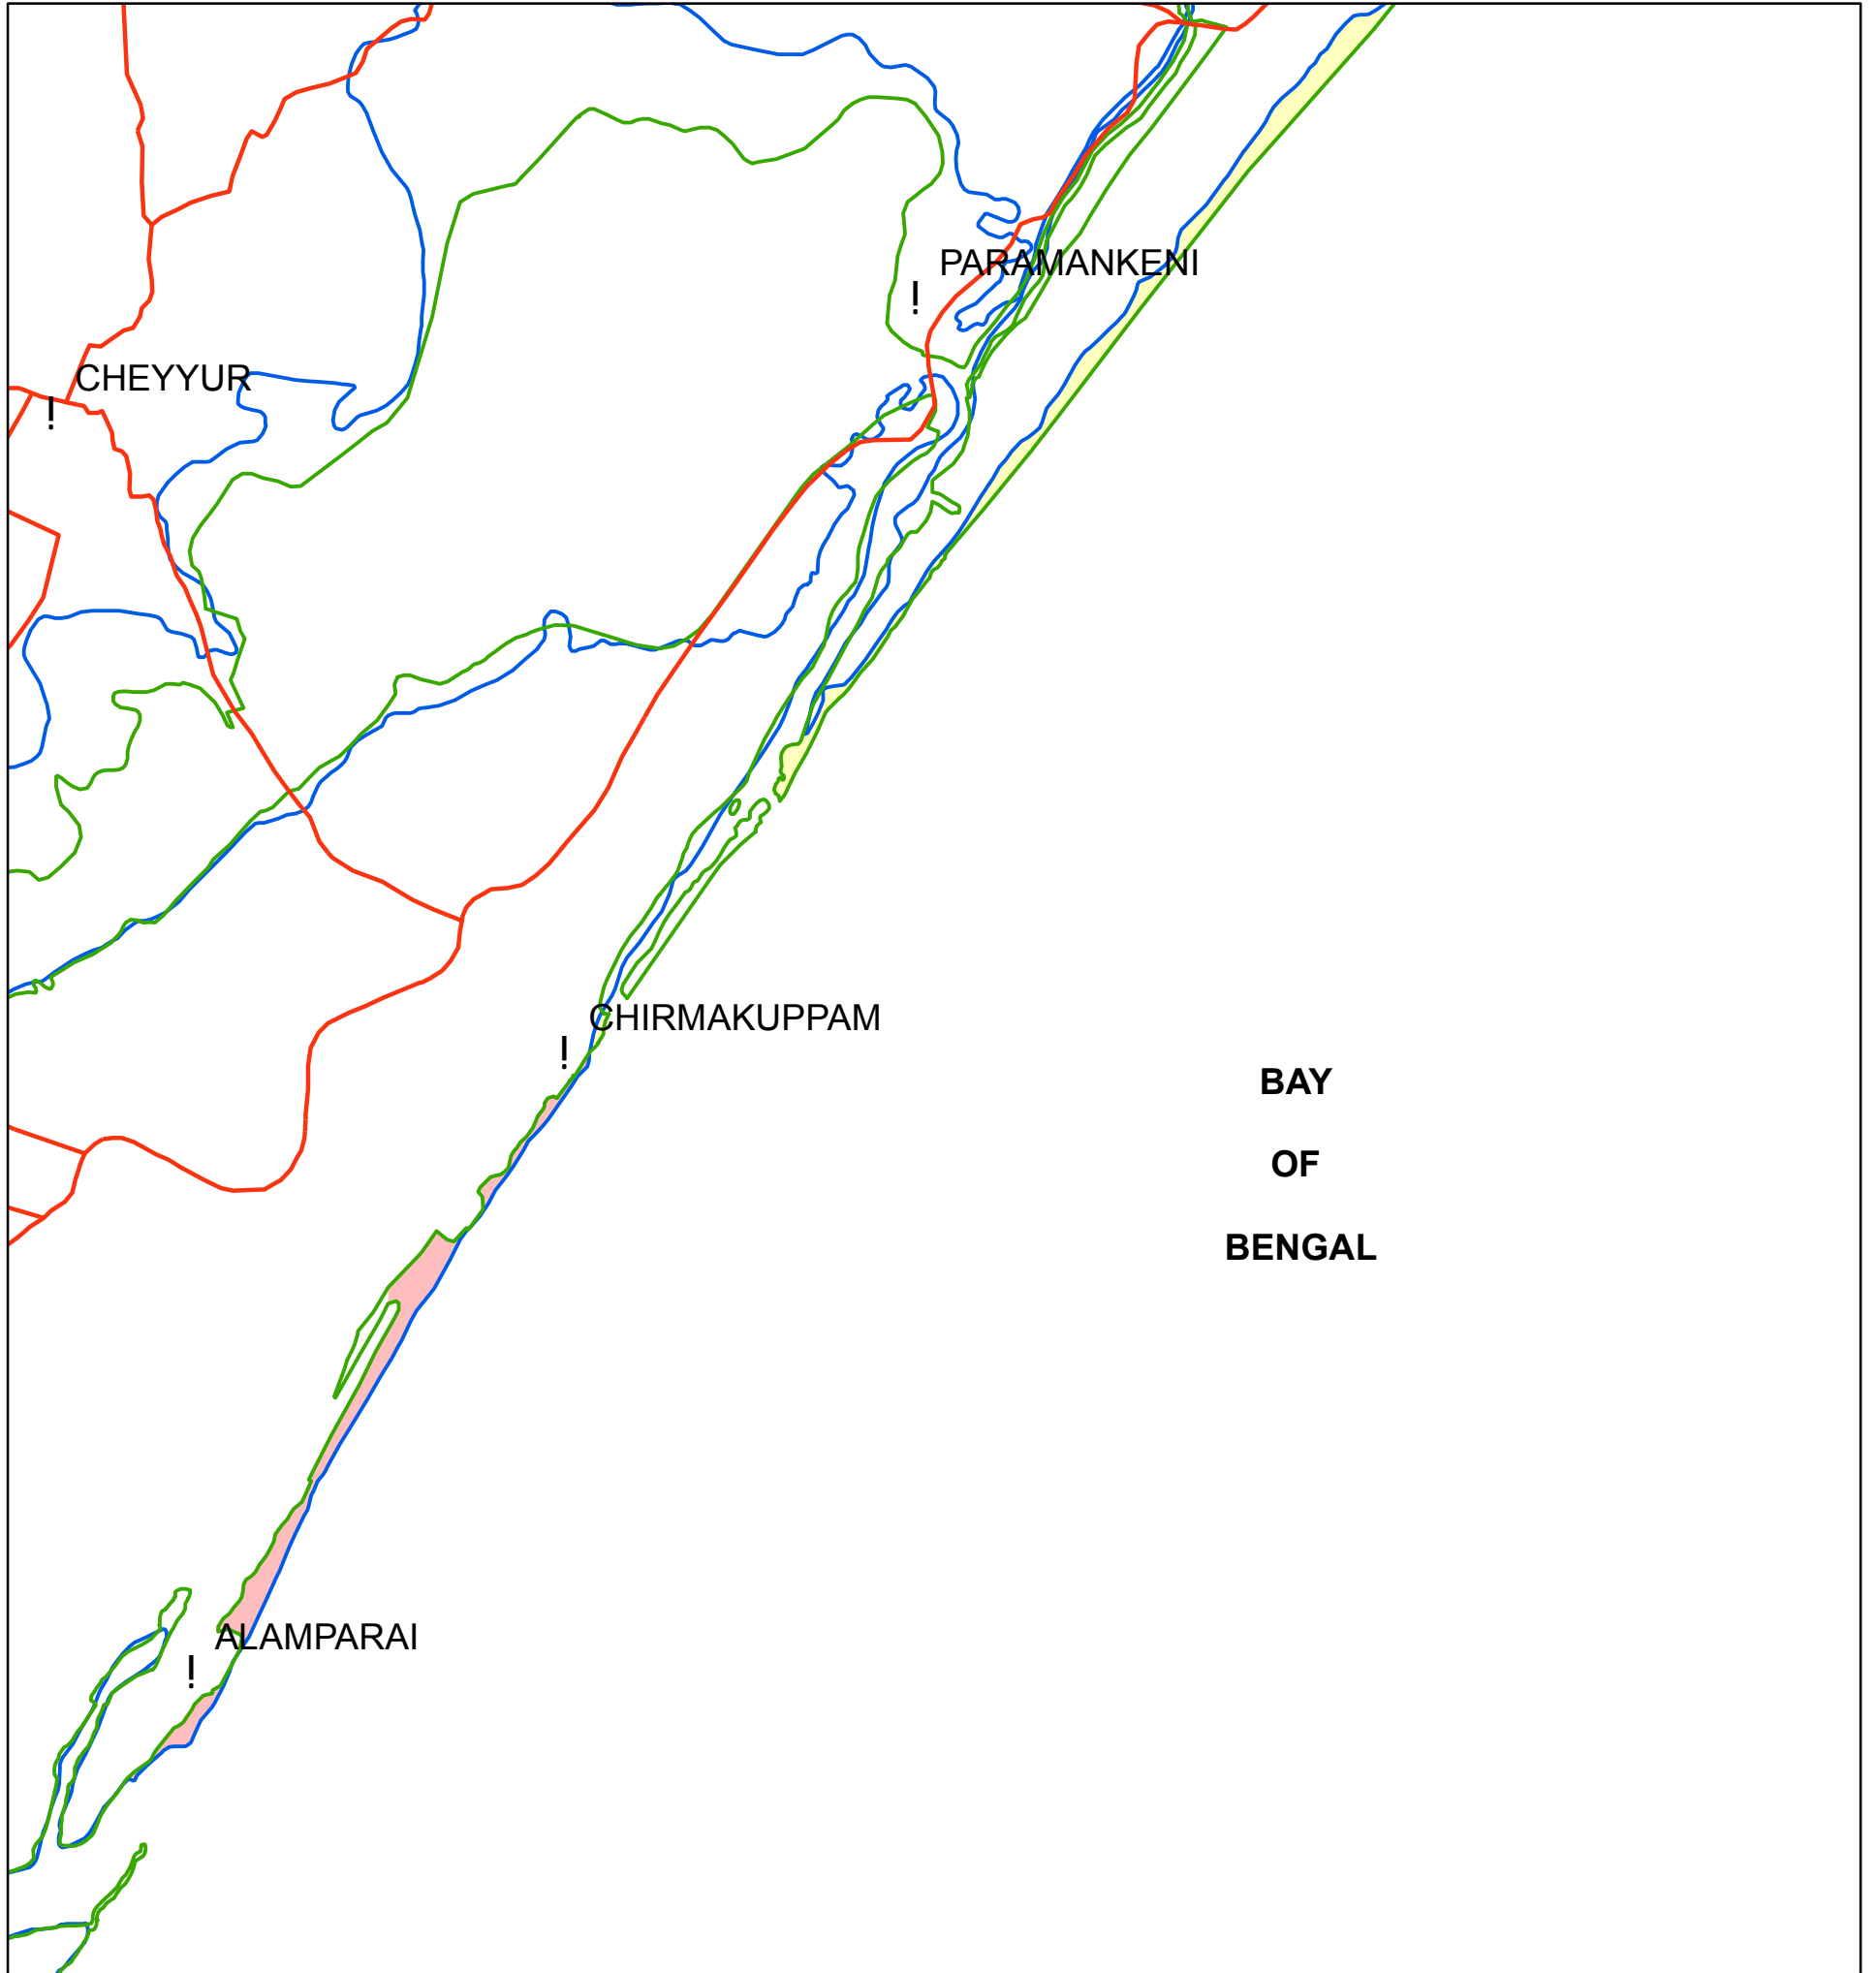 PARAMANKENI
!
CHEYYUR
!
CHIRMAKUPPAM
!
BAY
OF
BENGAL
ALAMPARAI
!